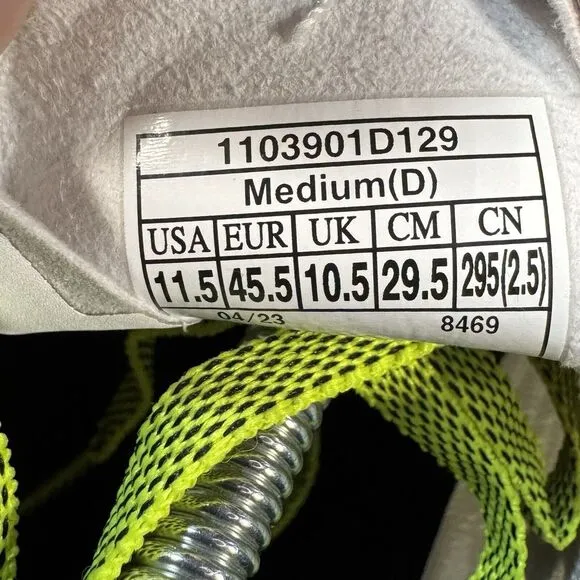 1103901D129
Medium(D)
USA EUR UK CM CN
11.5 45.5 10.5 29.5 295(2.5)
04/23 8469